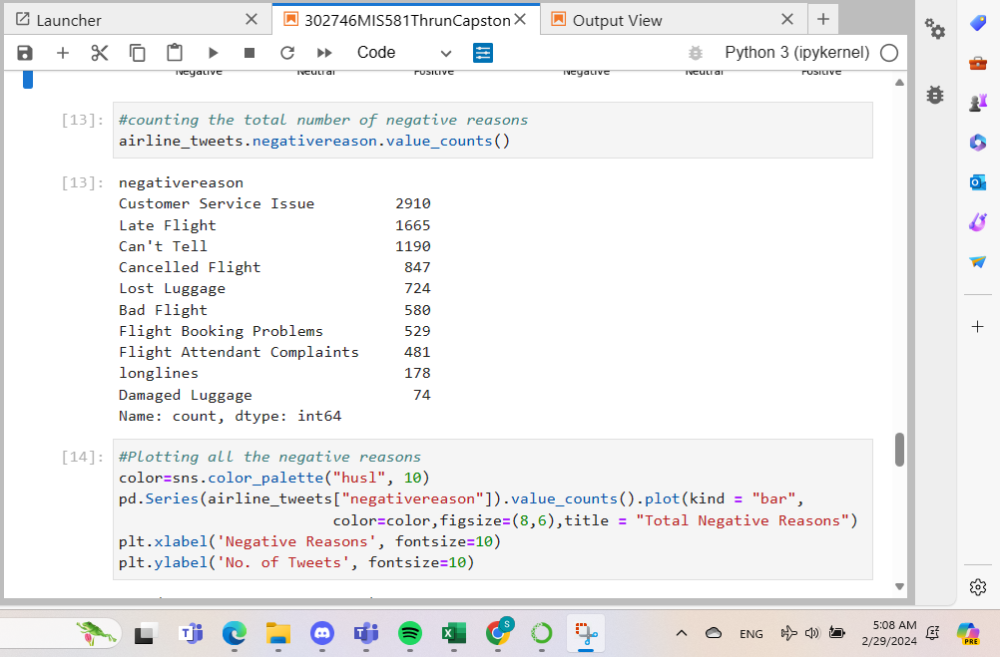 Launcher
302746MIS581ThrunCapston
Output View
Code
Python 3 (ipykernel)
Negative Neutral Positive Negative Neutral Positive
[13]: #counting the total number of negative reasons
airline_tweets.negativereason.value_counts()
[13]: negativereason
Customer Service Issue 2910
Late Flight 1665
Can't Tell 1190
Cancelled Flight 847
Lost Luggage 724
Bad Flight 580
Flight Booking Problems 529
Flight Attendant Complaints 481
longlines 178
Damaged Luggage 74
Name: count, dtype: int64
[14]: #Plotting all the negative reasons
color=sns.color_palette("husl", 10)
pd.Series(airline_tweets["negativereason"]).value_counts().plot(kind = "bar",
color=color,figsize=(8,6),title = "Total Negative Reasons")
plt.xlabel('Negative Reasons', fontsize=10)
plt.ylabel('No. of Tweets', fontsize=10)
S
ENG
5:08 AM
2/29/2024
PRE